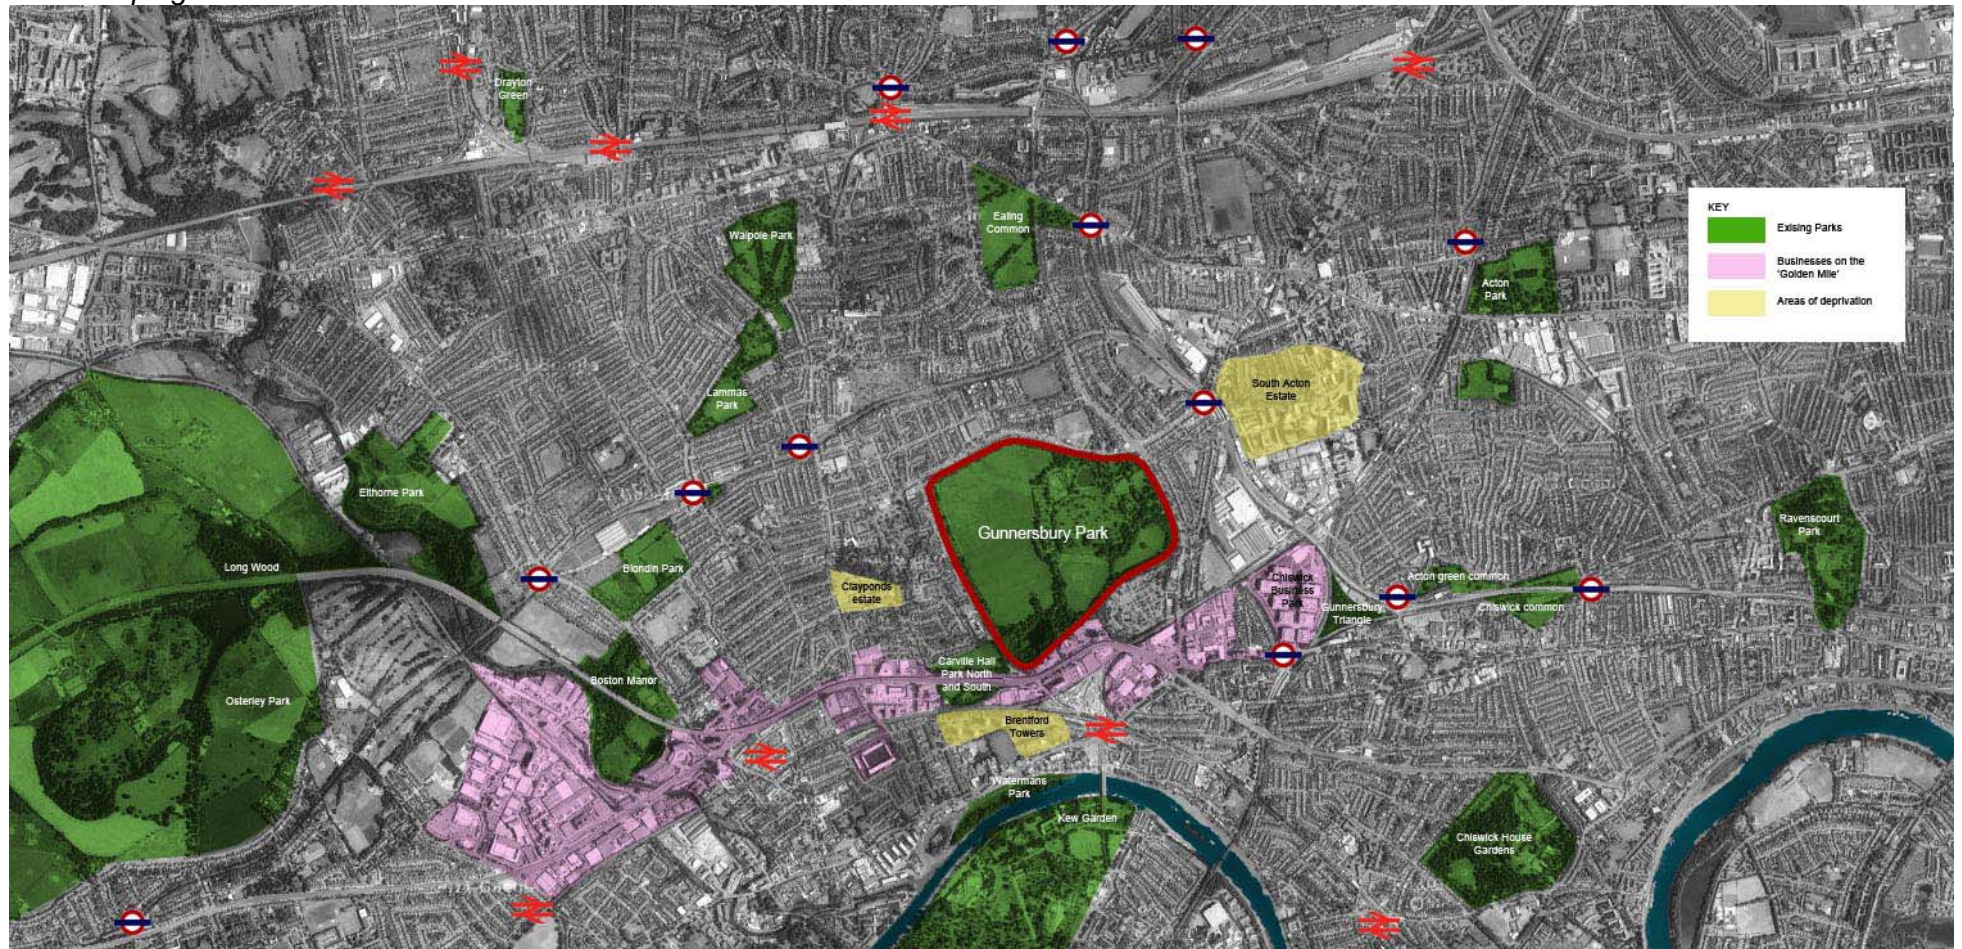 Drayton
Green
Walpole Park
Ealing
Common
KEY
Exising Parks
Businesses on the
'Golden Mile'
Areas of deprivation
Acton
Park
South Acton
Estate
Lammas
Park
Elthorne Park
Gunnersbury Park
Ravenscourt
Park
Long Wood
Blondin Park
Clayponds
estate
Chiswick
Business
Park
Acton green common
Gunnersbury
Triangle
Chiswick common
Carville Hall
Park North
and South
Boston Manor
Osterley Park
Brentford
Towers
Watermans
Park
Kew Garden
Chiswick House
Gardens